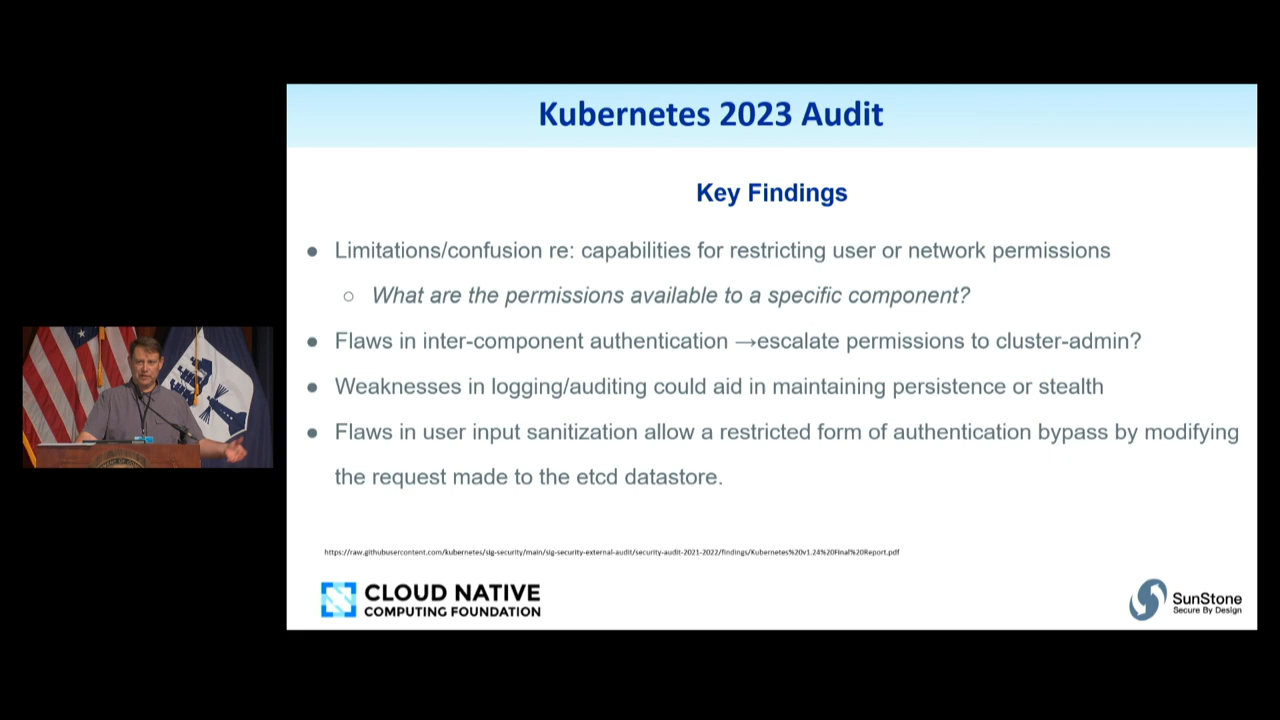 Kubernetes 2023 Audit
Key Findings
● Limitations/confusion re: capabilities for restricting user or network permissions
○ What are the permissions available to a specific component?
● Flaws in inter-component authentication →escalate permissions to cluster-admin?
● Weaknesses in logging/auditing could aid in maintaining persistence or stealth
● Flaws in user input sanitization allow a restricted form of authentication bypass by modifying
the request made to the etcd datastore.
https://raw.githubusercontent.com/kubernetes/sig-security/main/sig-security-external-audit/security-audit-2021-2022/findings/Kubernetes%20v1.24%20Final%20Report.pdf
CLOUD NATIVE
COMPUTING FOUNDATION
SunStone
Secure By Design